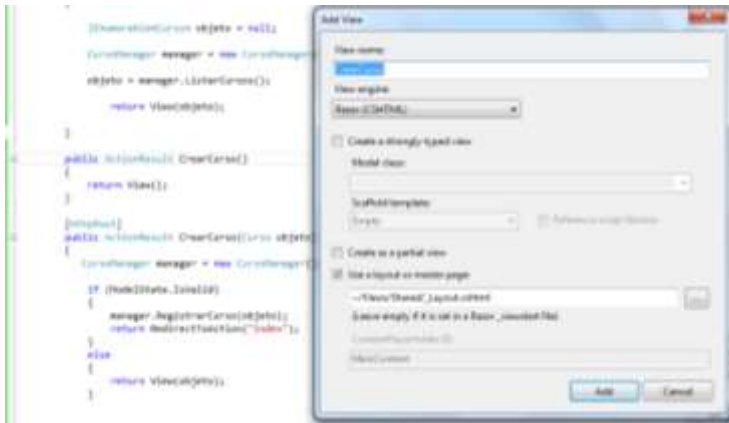 IEnumerable<Curso> objeto = null;
CursoManager manager = new CursoManager
objeto = manager.ListarCursos();
return View(objeto);
}
public ActionResult CrearCurso()
{
return View();
}
[HttpPost]
public ActionResult CrearCurso(Curso objeto
{
CursoManager manager = new CursoManager(
if (ModelState.IsValid)
{
manager.RegistrarCurso(objeto);
return RedirectToAction("Index");
}
else
{
return View(objeto);
}
Add View
View name:
CrearCurso
View engine:
Razor (CSHTML)
Create a strongly-typed view
Model class:
Scaffold template:
Empty
Reference script libraries
Create as a partial view
Use a layout or master page:
~/Views/Shared/_Layout.cshtml
...
(Leave empty if it is set in a Razor _viewstart file)
ContentPlaceHolder ID:
MainContent
Add
Cancel